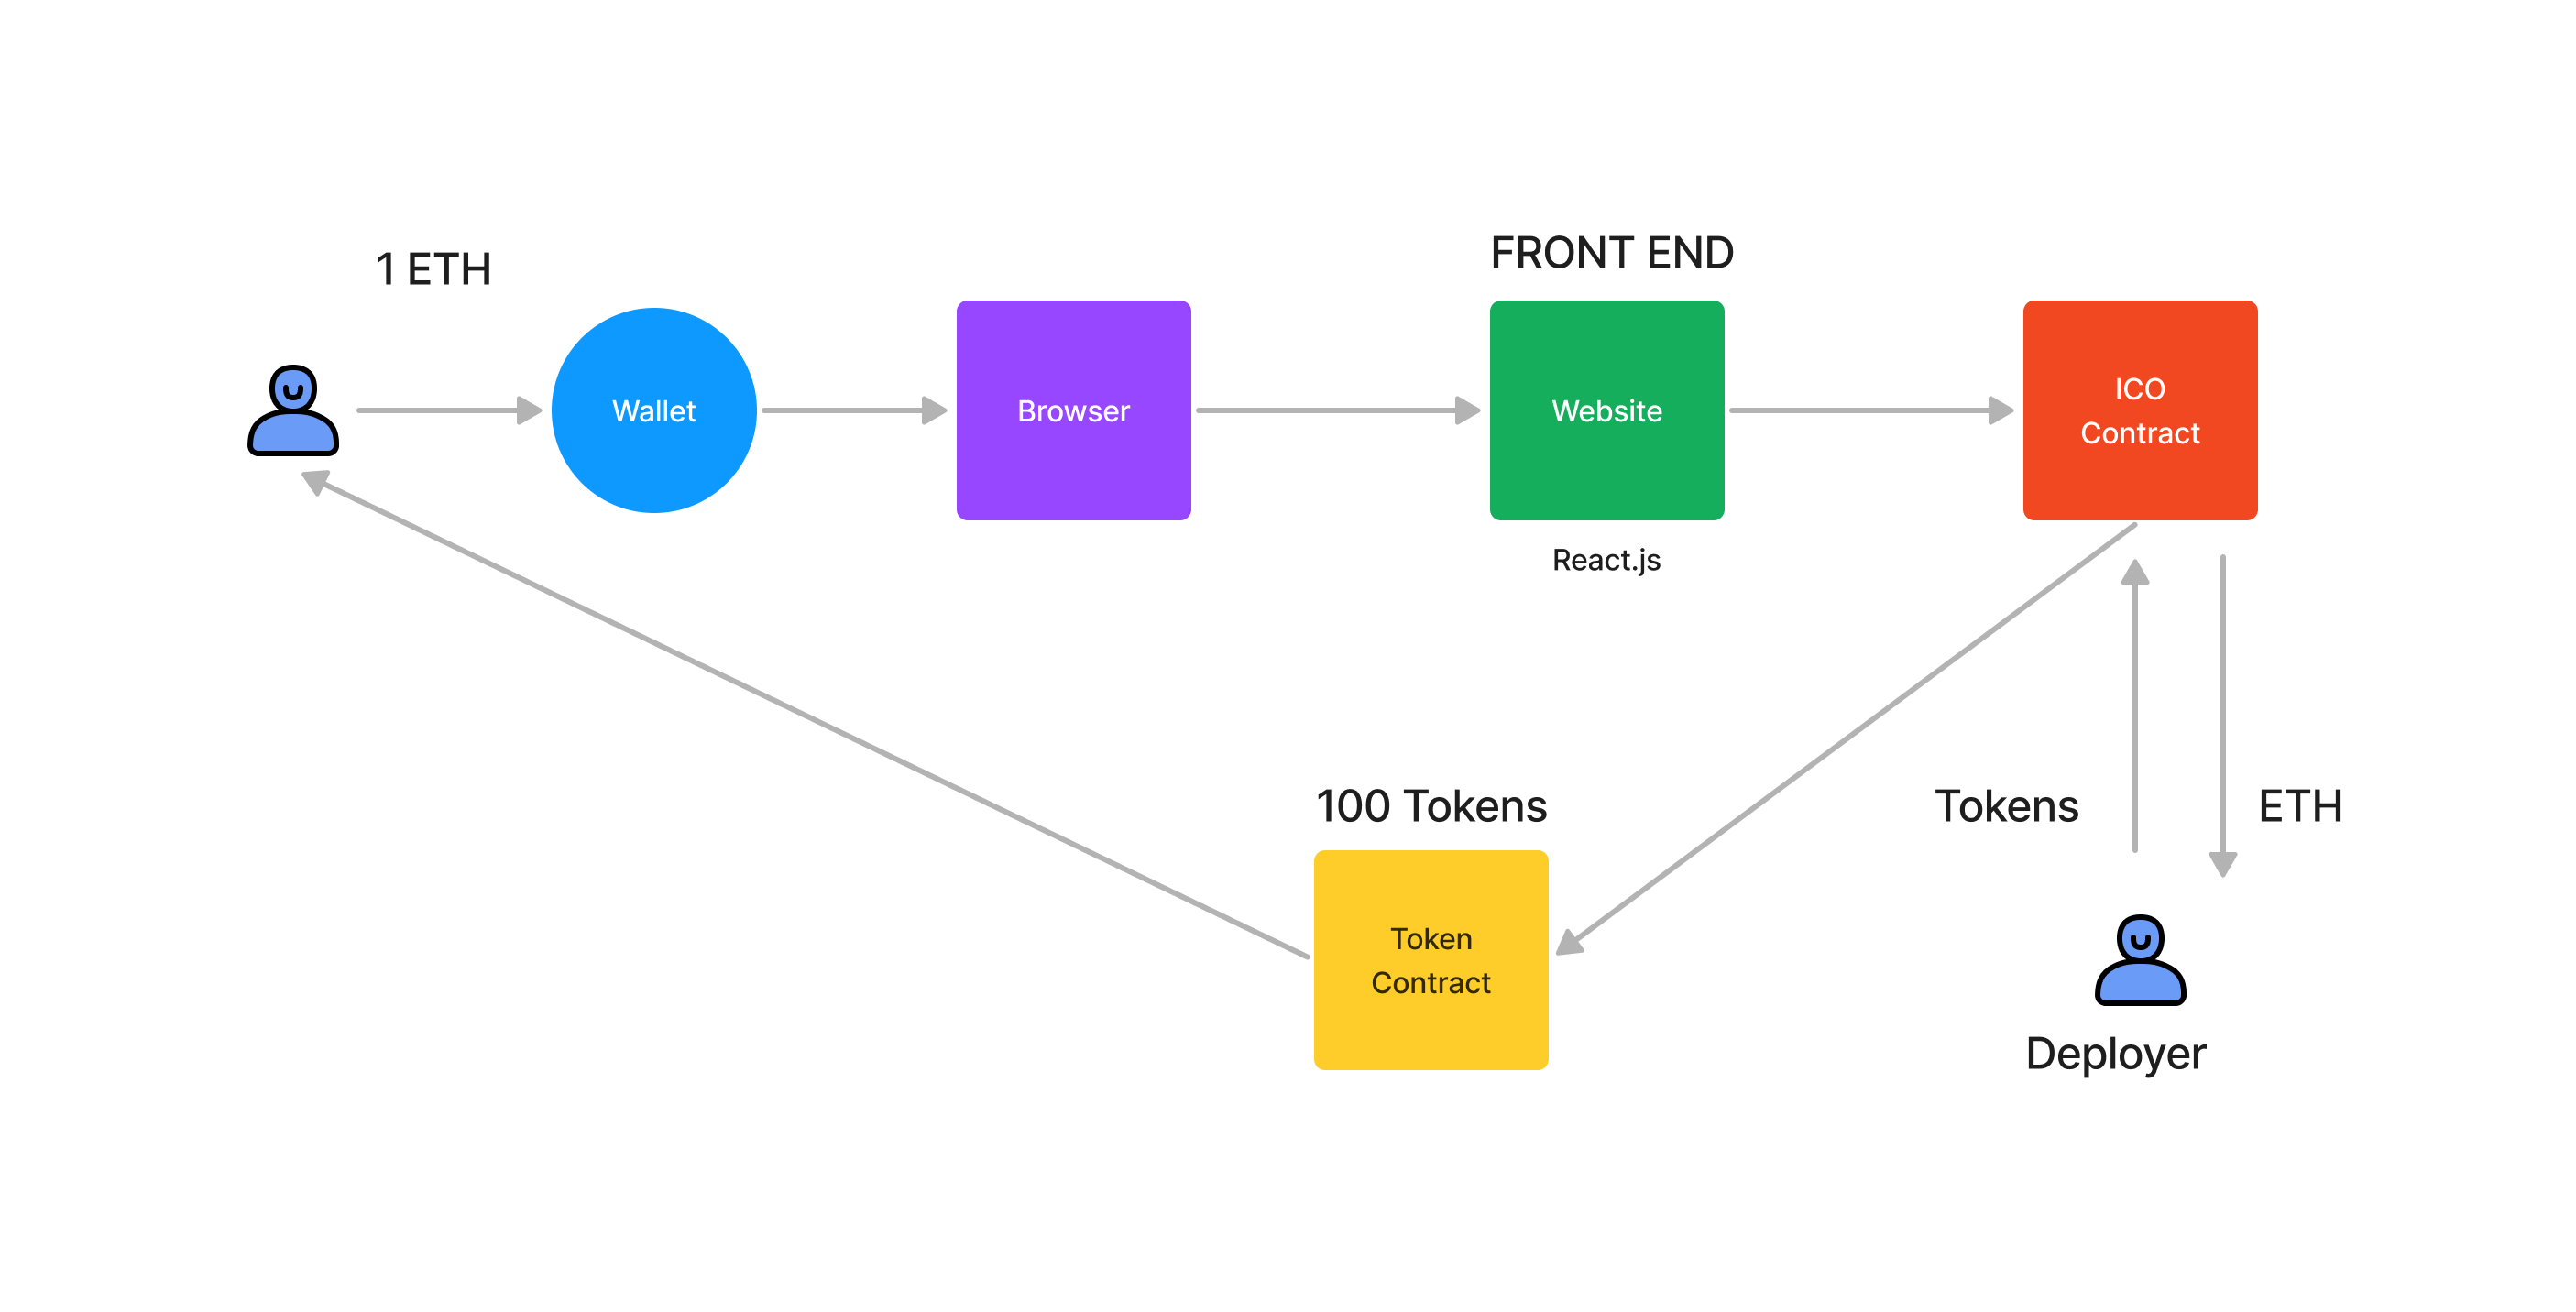 1 ETH
FRONT END
Wallet
Browser
Website
ICO
Contract
React.js
100 Tokens
Tokens
ETH
Token
Contract
Deployer